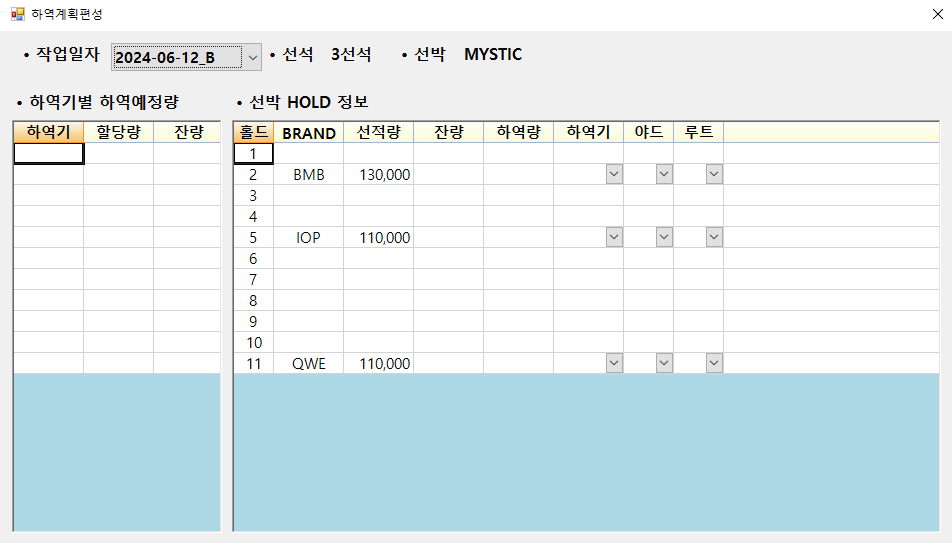 하역계획편성
• 작업일자 2024-06-12_B • 선석 3선석 • 선박 MYSTIC
• 하역기별 하역예정량 • 선박 HOLD 정보
하역기 할당량 잔량 홀드 BRAND 선적량 잔량 하역량 하역기 야드 루트
1
2 BMB 130,000
3
4
5 IOP 110,000
6
7
8
9
10
11 QWE 110,000